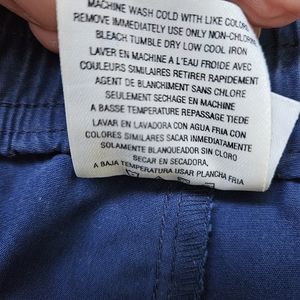 MACHINE WASH COLD WITH LIKE COLORS
REMOVE IMMEDIATELY USE ONLY NON-CHLORINE
BLEACH TUMBLE DRY LOW COOL IRON
LAVER EN MACHINE A L'EAU FROIDE AVEC
COULEURS SIMILAIRES RETIRER RAPIDEMENT
AGENT DE BLANCHIMENT SANS CHLORE
SEULEMENT SECHAGE EN MACHINE
A BASSE TEMPERATURE REPASSAGE TIEDE
LAVAR EN LAVADORA CON AGUA FRIA CON
COLORES SIMILARES SACAR INMEDIATAMENTE
SOLAMENTE BLANQUEADOR SIN CLORO
SECAR EN SECADORA,
A BAJA TEMPERATURA USAR PLANCHA FRIA